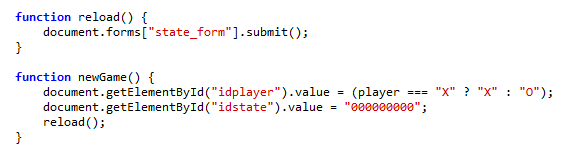 function reload() {
    document.forms["state_form"].submit();
}

function newGame() {
    document.getElementById("idplayer").value = (player === "X" ? "X" : "O");
    document.getElementById("idstate").value = "000000000";
    reload();
}